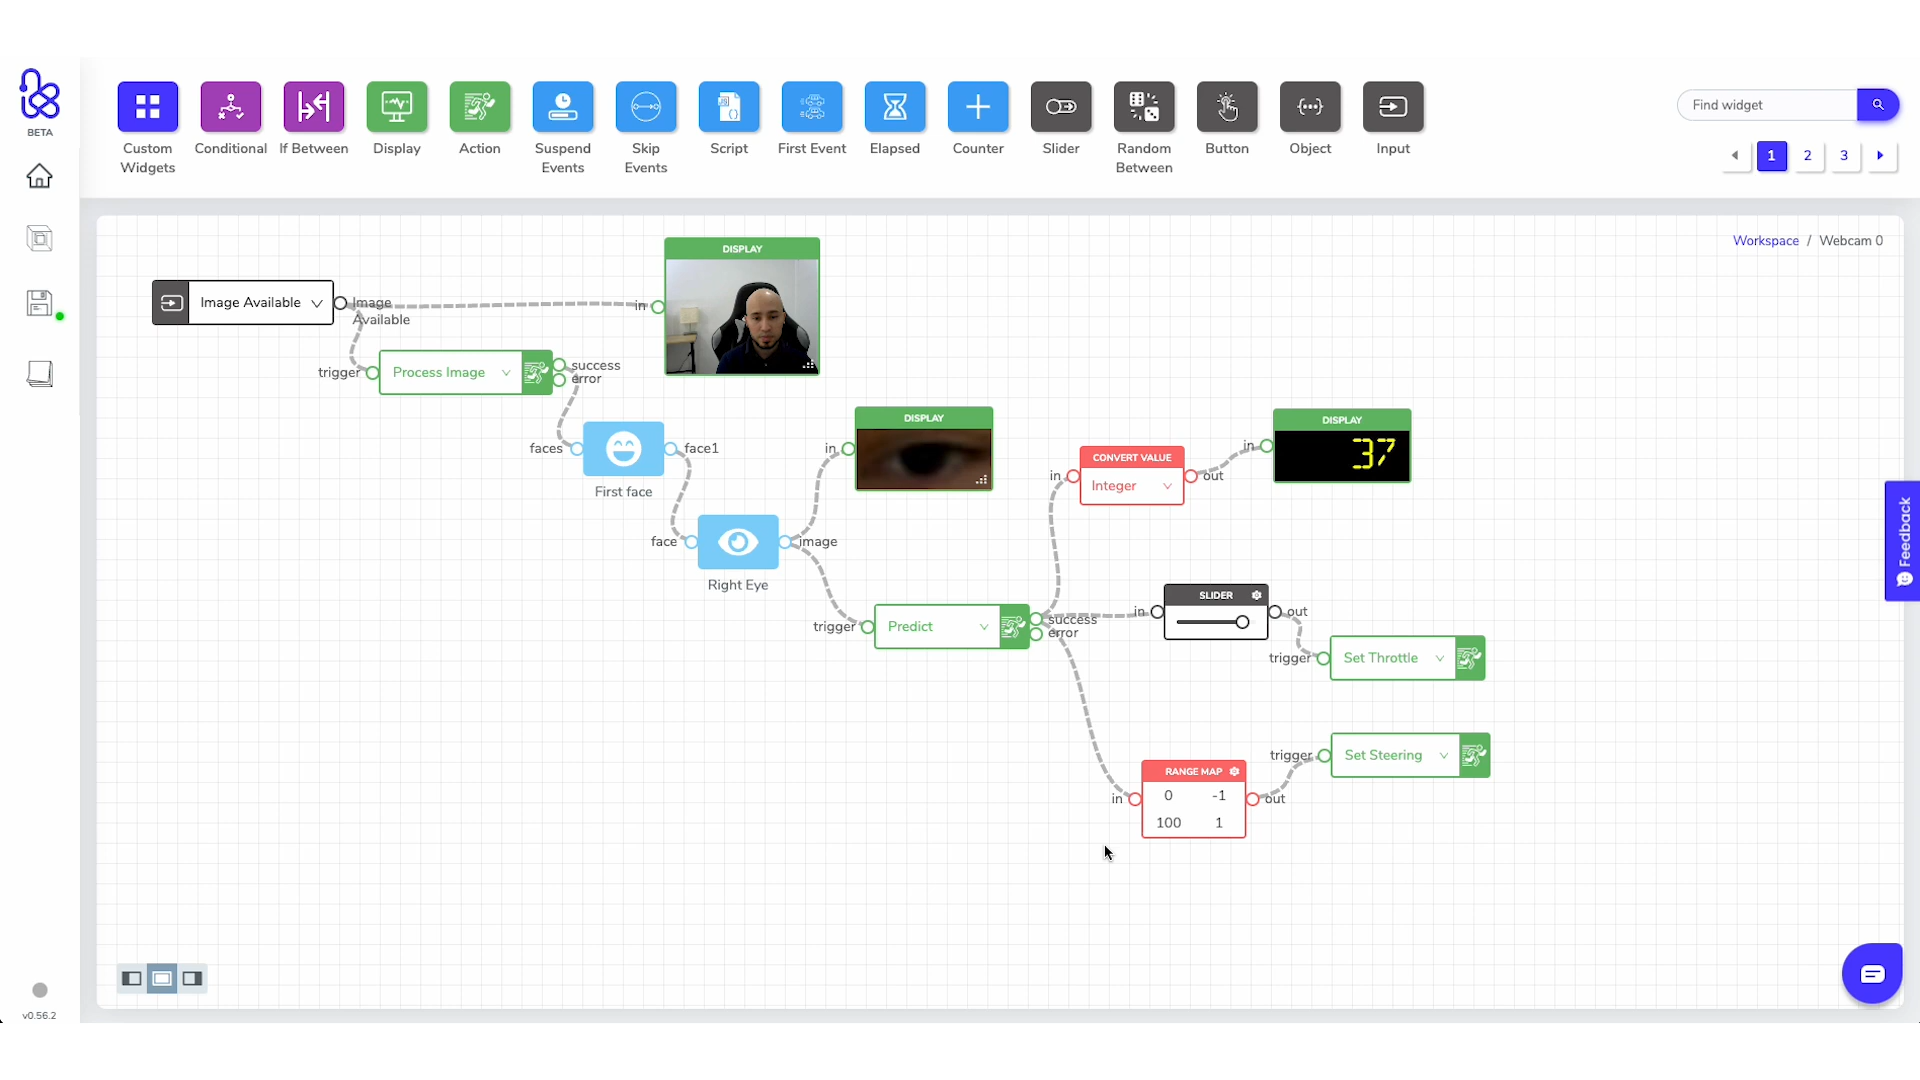 BETA
Custom
Widgets
Conditional
If Between
Display
Action
Suspend
Events
Skip
Events
Script
First Event
Elapsed
Counter
Slider
Random
Between
Button
Object
Input
Find widget
1
2
3
Workspace / Webcam 0
Image Available
Image
Available
in
DISPLAY
trigger
Process Image
success
error
faces
face1
First face
in
DISPLAY
face
image
Right Eye
in
CONVERT VALUE
Integer
out
in
DISPLAY
37
trigger
Predict
success
error
in
SLIDER
out
trigger
Set Throttle
in
RANGE MAP
0 -1
100 1
out
trigger
Set Steering
Feedback
v0.56.2